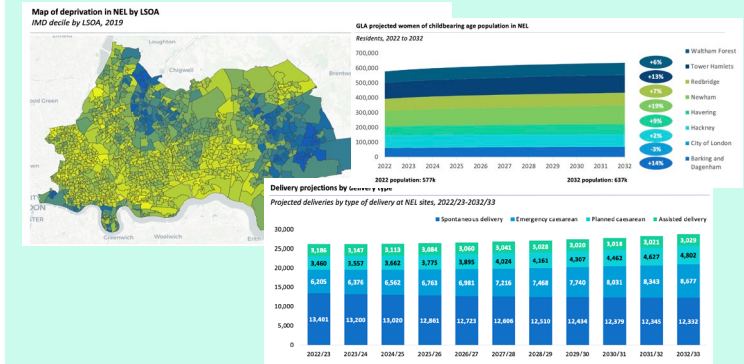 Map of deprivation in NEL by LSOA
IMD decile by LSOA, 2019
Loughton
Chigwell
Greenwich
Woolwich
GLA projected women of childbearing age population in NEL
Residents, 2022 to 2032
700,000
600,000
500,000
400,000
300,000
200,000
100,000
0
2022 2023 2024 2025 2026 2027 2028 2029 2030 2031 2032
2022 population: 577k 2032 population: 637k
+6%
+13%
+7%
+19%
+9%
+2%
-3%
+14%
Waltham Forest
Tower Hamlets
Redbridge
Newham
Havering
Hackney
City of London
Barking and
Dagenham
Delivery projections by delivery type
Projected deliveries by type of delivery at NEL sites, 2022/23-2032/33
Spontaneous delivery Emergency caesarean Planned caesarean Assisted delivery
30,000
25,000
20,000
15,000
10,000
5,000
0
3,186 3,147 3,113 3,084 3,060 3,041 3,028 3,020 3,018 3,021 3,029
3,460 3,557 3,662 3,775 3,895 4,024 4,161 4,307 4,462 4,627 4,802
6,205 6,376 6,562 6,763 6,981 7,216 7,468 7,740 8,031 8,343 8,677
13,401 13,200 13,020 12,861 12,723 12,606 12,510 12,434 12,379 12,345 12,332
2022/23 2023/24 2024/25 2025/26 2026/27 2027/28 2028/29 2029/30 2030/31 2031/32 2032/33